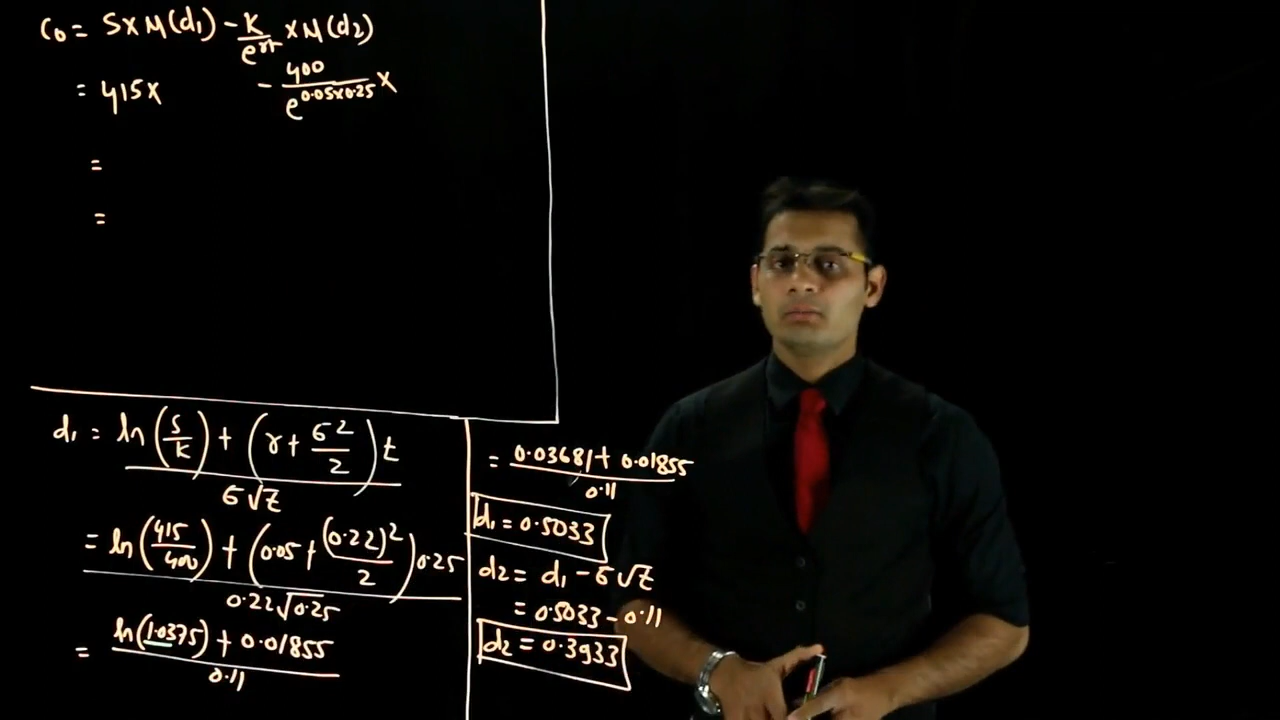 C₀ = S x N(d₁) - K/e^rt x N(d₂)
= 415 x - 400/e^0.05x0.25 x
=
=
d₁ = ln(S/K) + (r + σ²/2)t / σ√t
= ln(415/400) + (0.05 + (0.22)²/2)0.25 / 0.22√0.25
= ln(1.0375) + 0.01855 / 0.11
= 0.03681 + 0.01855 / 0.11
d₁ = 0.5033
d2 = d₁ - σ√t
= 0.5033 - 0.11
d2 = 0.3933